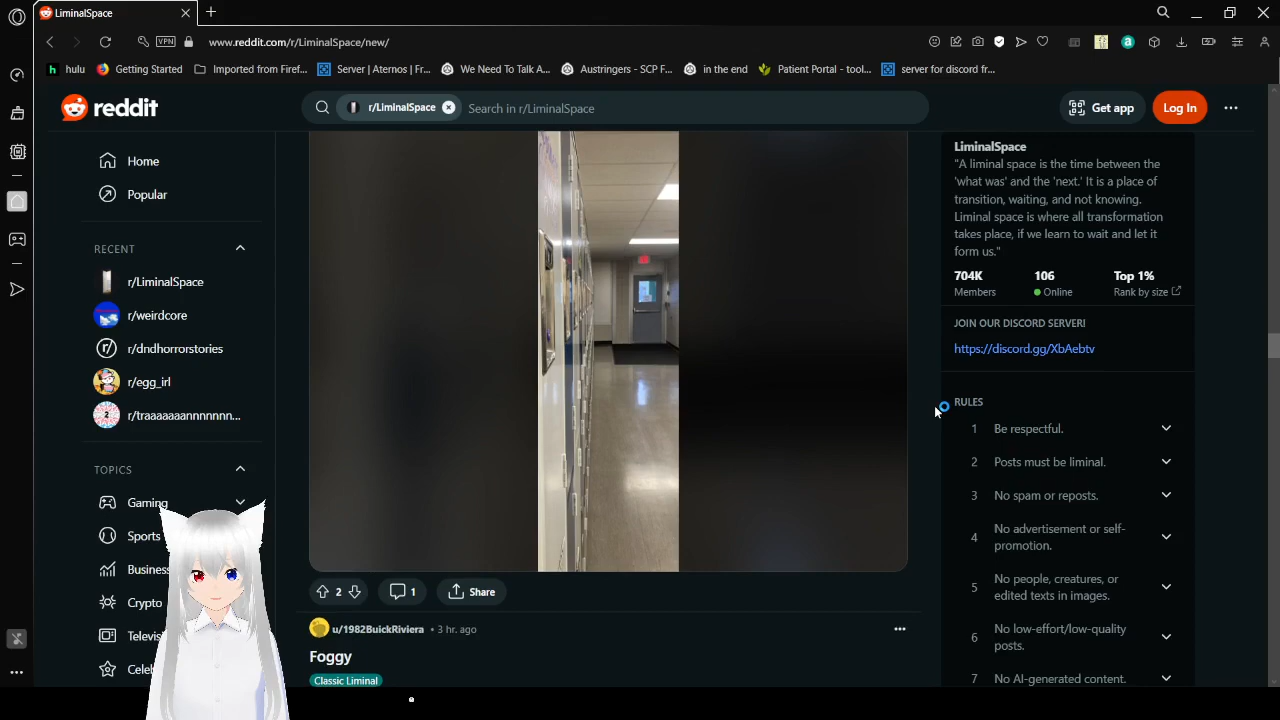 LiminalSpace
VPN
www.reddit.com/r/LiminalSpace/new/
hulu
Getting Started
Imported from Firef...
Server | Aternos | Fr...
We Need To Talk A...
Austringers - SCP F...
in the end
Patient Portal - tool...
server for discord fr...
reddit
r/LiminalSpace
Search in r/LiminalSpace
Get app
Log In
Home
Popular
RECENT
r/LiminalSpace
r/weirdcore
r/dndhorrorstories
r/egg_irl
r/traaaaaaannnnnnn...
TOPICS
Gaming
Sports
Business
Crypto
Televisi
Celeb
2
1
Share
u/1982BuickRiviera • 3 hr. ago
Foggy
Classic Liminal
LiminalSpace
"A liminal space is the time between the
'what was' and the 'next.' It is a place of
transition, waiting, and not knowing.
Liminal space is where all transformation
takes place, if we learn to wait and let it
form us."
704K
Members
106
Online
Top 1%
Rank by size
JOIN OUR DISCORD SERVER!
https://discord.gg/XbAebtv
RULES
1 Be respectful.
2 Posts must be liminal.
3 No spam or reposts.
4 No advertisement or self-
promotion.
5 No people, creatures, or
edited texts in images.
6 No low-effort/low-quality
posts.
7 No AI-generated content.